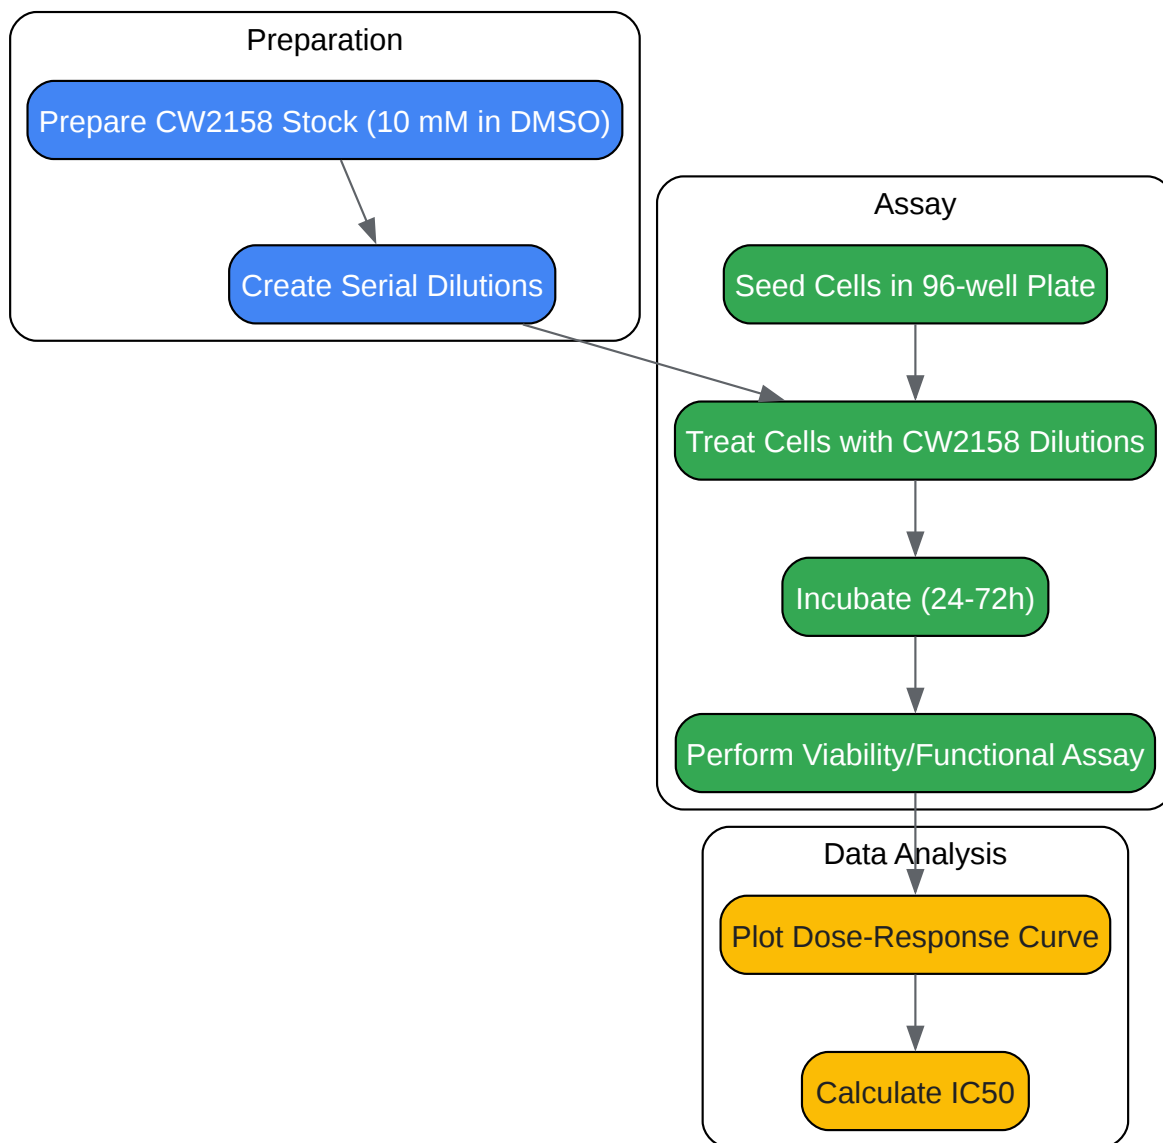 Preparation
Prepare CW2158 Stock (10 mM in DMSO)
Create Serial Dilutions
Assay
Seed Cells in 96-well Plate
Treat Cells with CW2158 Dilutions
Incubate (24-72h)
Perform Viability/Functional Assay
Data Analysis
Plot Dose-Response Curve
Calculate IC50